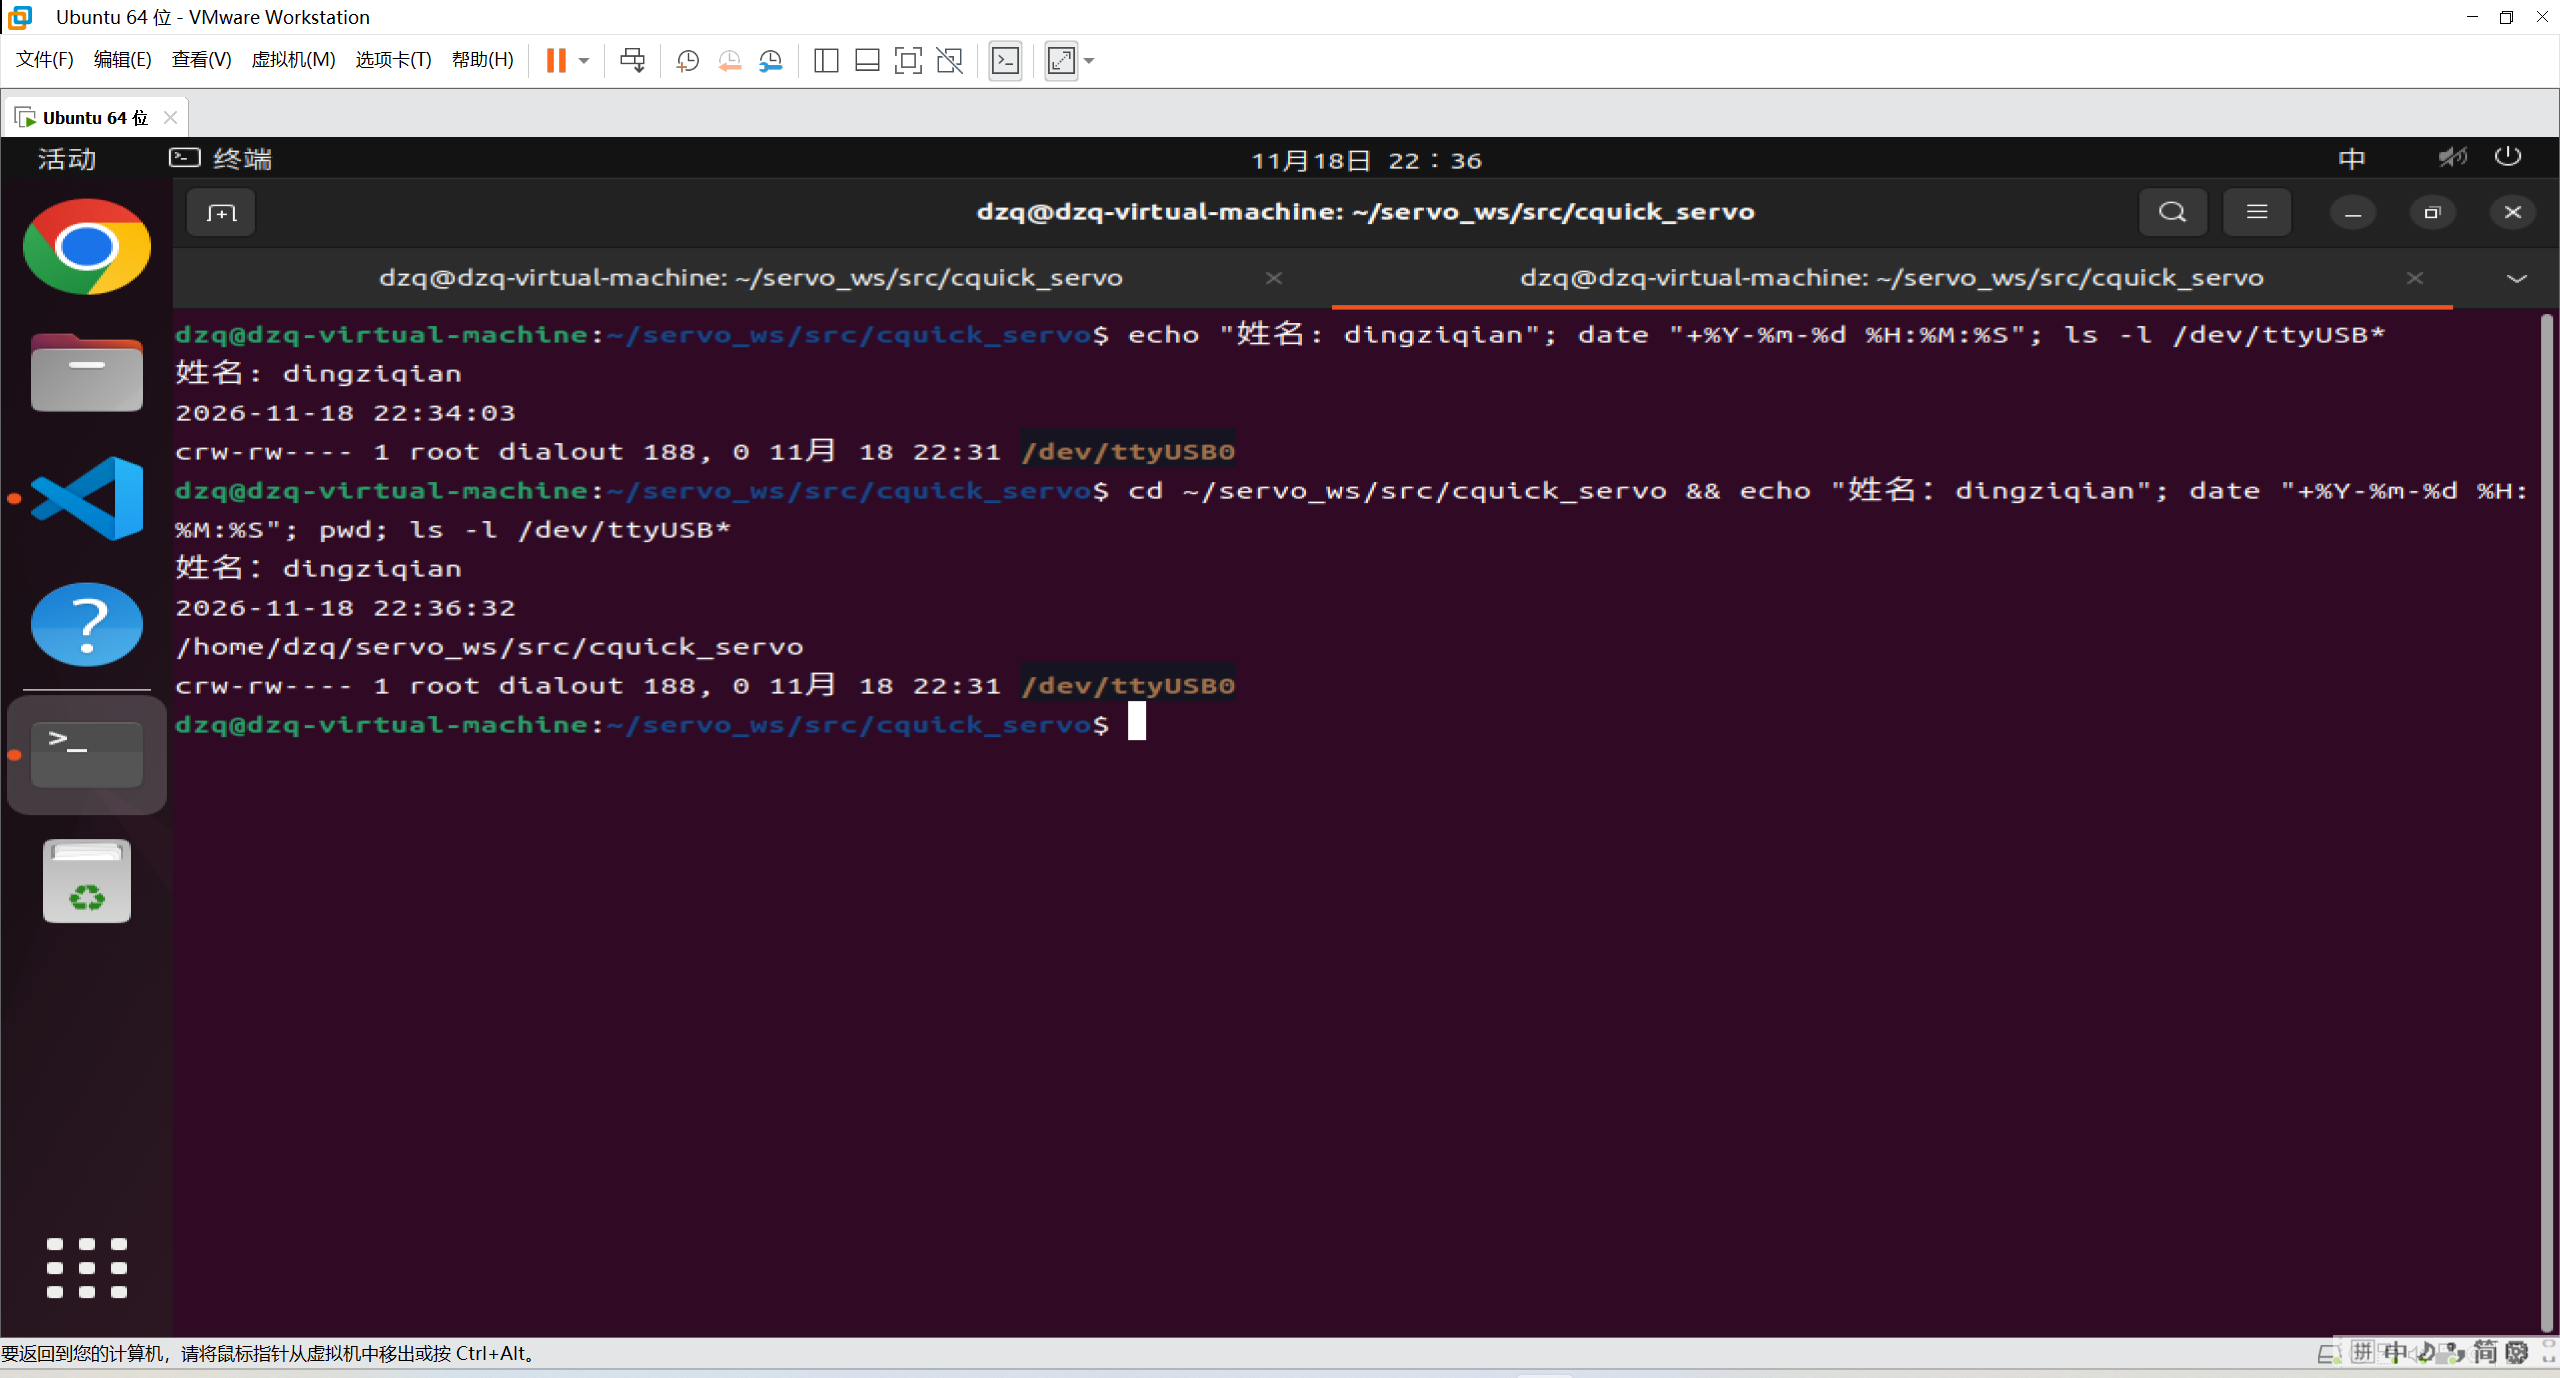 Ubuntu 64 位 - VMware Workstation
文件(F) 编辑(E) 查看(V) 虚拟机(M) 选项卡(T) 帮助(H)
Ubuntu 64 位
活动 终端 11月18日 22：36 中
dzq@dzq-virtual-machine: ~/servo_ws/src/cquick_servo
dzq@dzq-virtual-machine: ~/servo_ws/src/cquick_servo dzq@dzq-virtual-machine: ~/servo_ws/src/cquick_servo
dzq@dzq-virtual-machine:~/servo_ws/src/cquick_servo$ echo "姓名: dingziqian"; date "+%Y-%m-%d %H:%M:%S"; ls -l /dev/ttyUSB*
姓名: dingziqian
2026-11-18 22:34:03
crw-rw---- 1 root dialout 188, 0 11月 18 22:31 /dev/ttyUSB0
dzq@dzq-virtual-machine:~/servo_ws/src/cquick_servo$ cd ~/servo_ws/src/cquick_servo && echo "姓名：dingziqian"; date "+%Y-%m-%d %H:
%M:%S"; pwd; ls -l /dev/ttyUSB*
姓名：dingziqian
2026-11-18 22:36:32
/home/dzq/servo_ws/src/cquick_servo
crw-rw---- 1 root dialout 188, 0 11月 18 22:31 /dev/ttyUSB0
dzq@dzq-virtual-machine:~/servo_ws/src/cquick_servo$
要返回到您的计算机，请将鼠标指针从虚拟机中移出或按 Ctrl+Alt。
拼 中 简